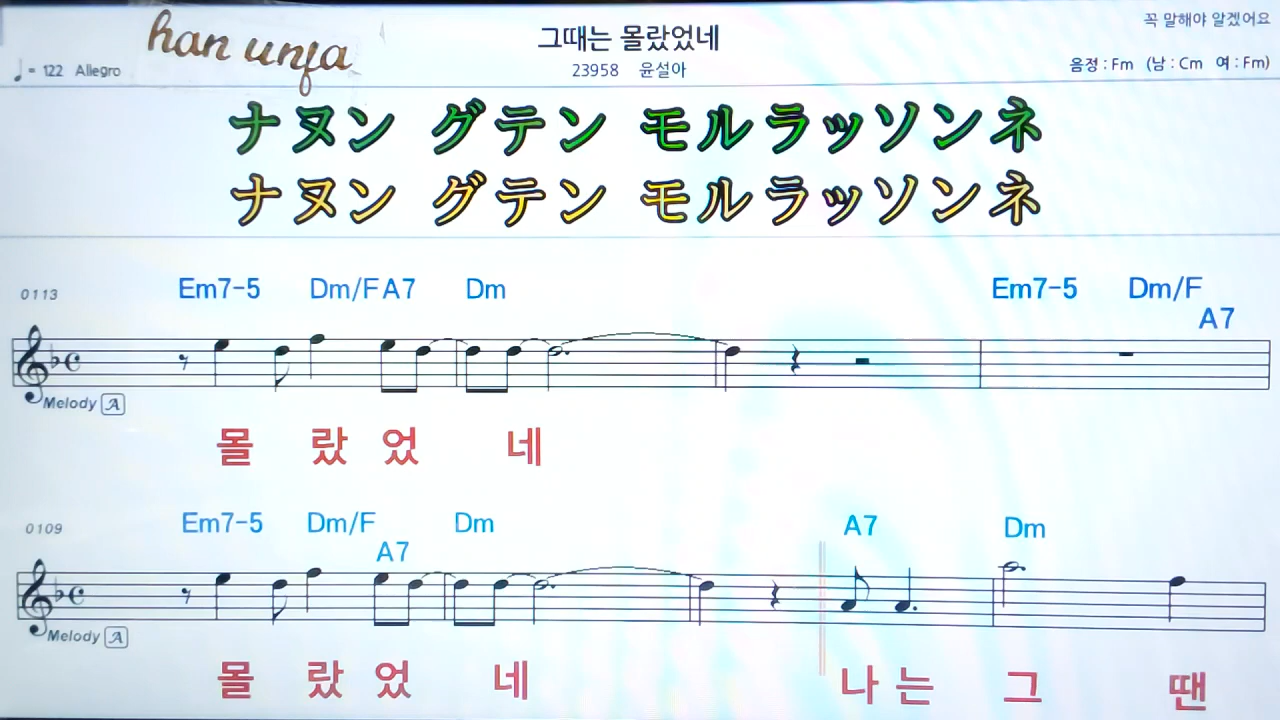 han unja
꼭 말해야 알겠어요
그때는 몰랐었네
♩= 122 Allegro
23958 윤설아
음정 : Fm (남 : Cm 여 : Fm)
ナヌン グテン モルラッソンネ
ナヌン グテン モルラッソンネ
0113 Em7-5 Dm/F A7 Dm Em7-5 Dm/F
A7
Melody A
몰 랐 었 네
0109 Em7-5 Dm/F Dm A7 Dm
A7
Melody A
몰 랐 었 네 나 는 그 땐